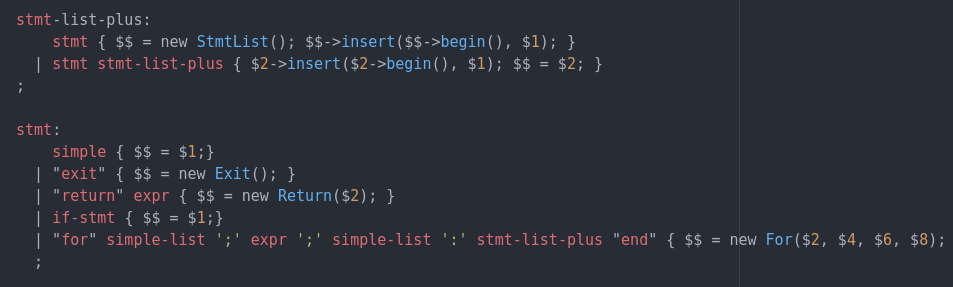 stmt-list-plus:
    stmt { $$ = new StmtList(); $$->insert($$->begin(), $1); }
  | stmt stmt-list-plus { $2->insert($2->begin(), $1); $$ = $2; }
;

stmt:
    simple { $$ = $1;}
  | "exit" { $$ = new Exit(); }
  | "return" expr { $$ = new Return($2); }
  | if-stmt { $$ = $1;}
  | "for" simple-list ';' expr ';' simple-list ':' stmt-list-plus "end" { $$ = new For($2, $4, $6, $8);
  ;